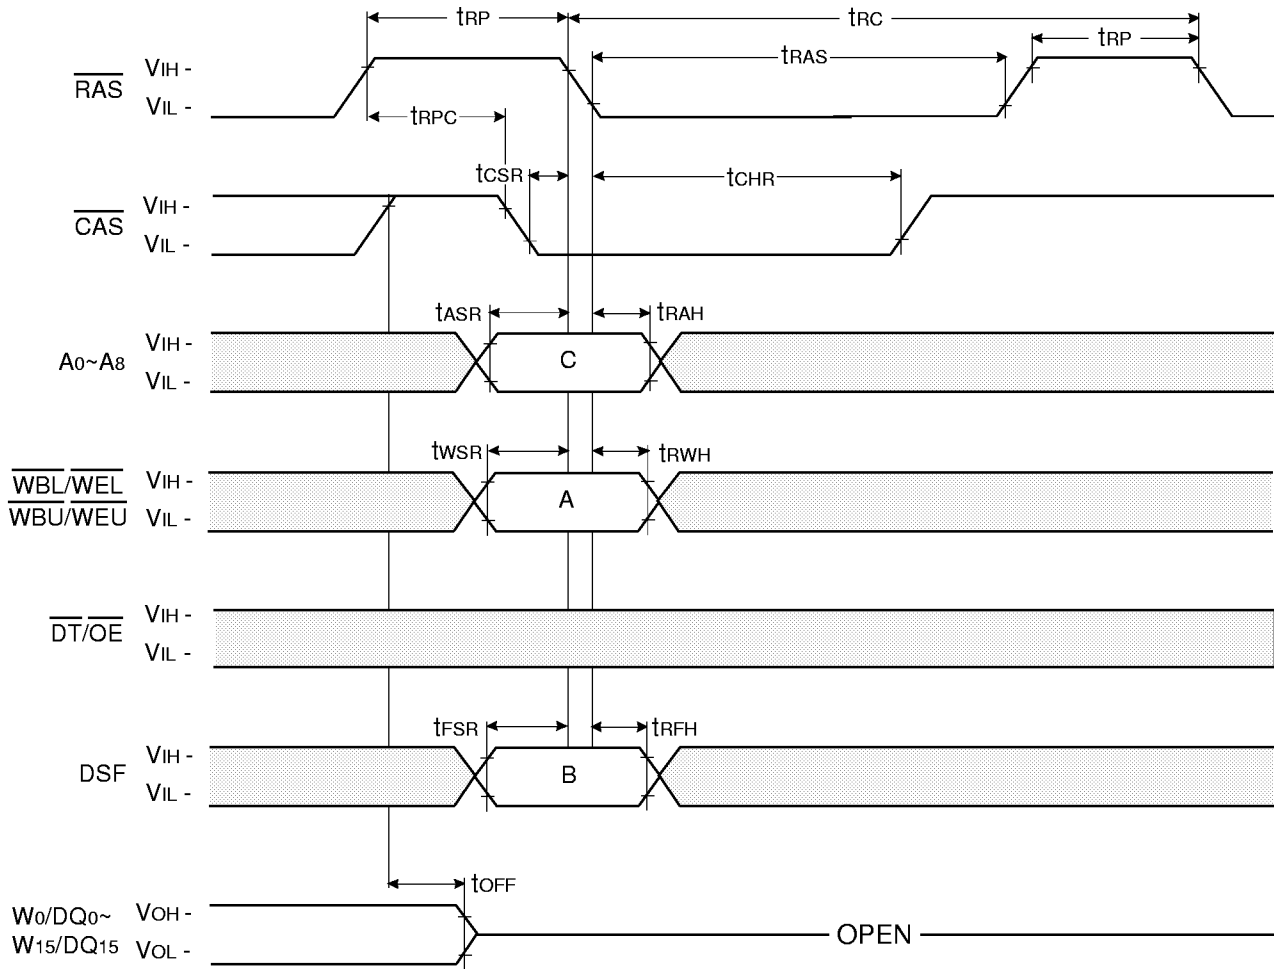 tRP
tRC
tRP
tRAS
RAS
VIH -
VIL -
tRPC
tCSR
tCHR
CAS
VIH -
VIL -
tASR
tRAH
A0~A8
VIH -
VIL -
C
tWSR
tRWH
WBL/WEL
WBU/WEU
VIH -
VIL -
A
DT/OE
VIH -
VIL -
tFSR
tRFH
DSF
VIH -
VIL -
B
tOFF
W0/DQ0~
W15/DQ15
VOH -
VOL -
OPEN